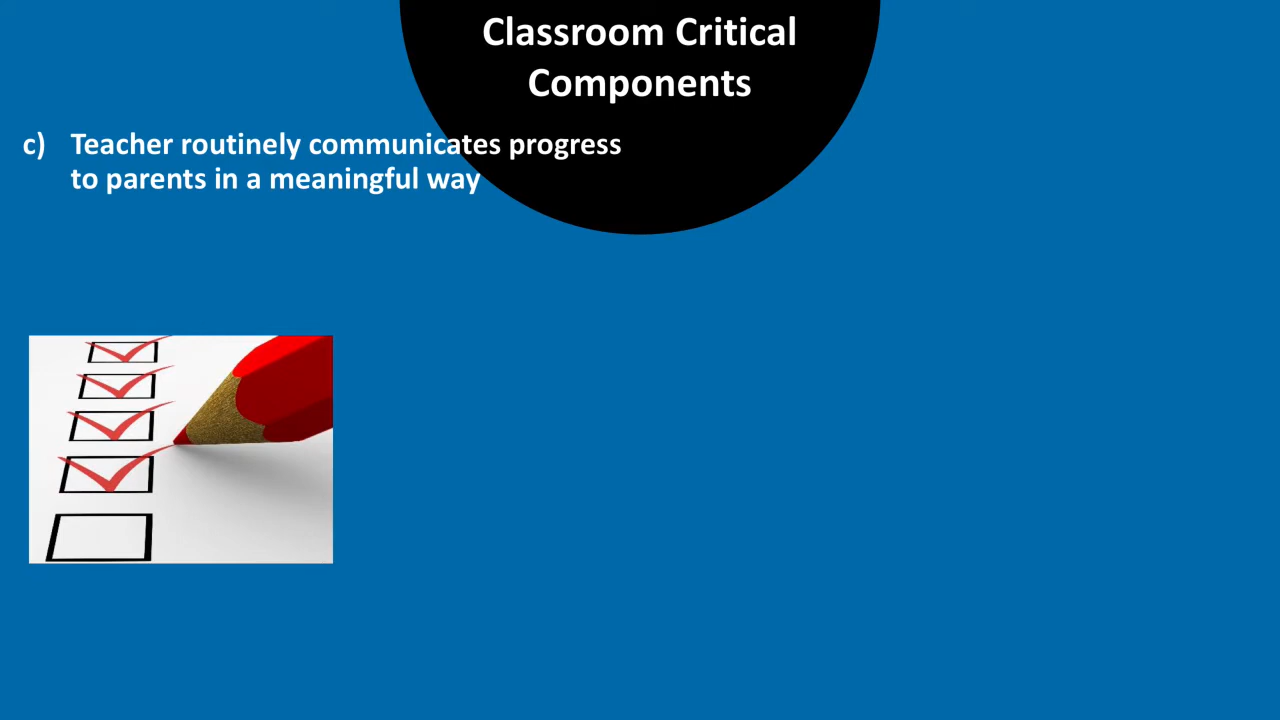 Classroom Critical
Components
c) Teacher routinely communicates progress
to parents in a meaningful way